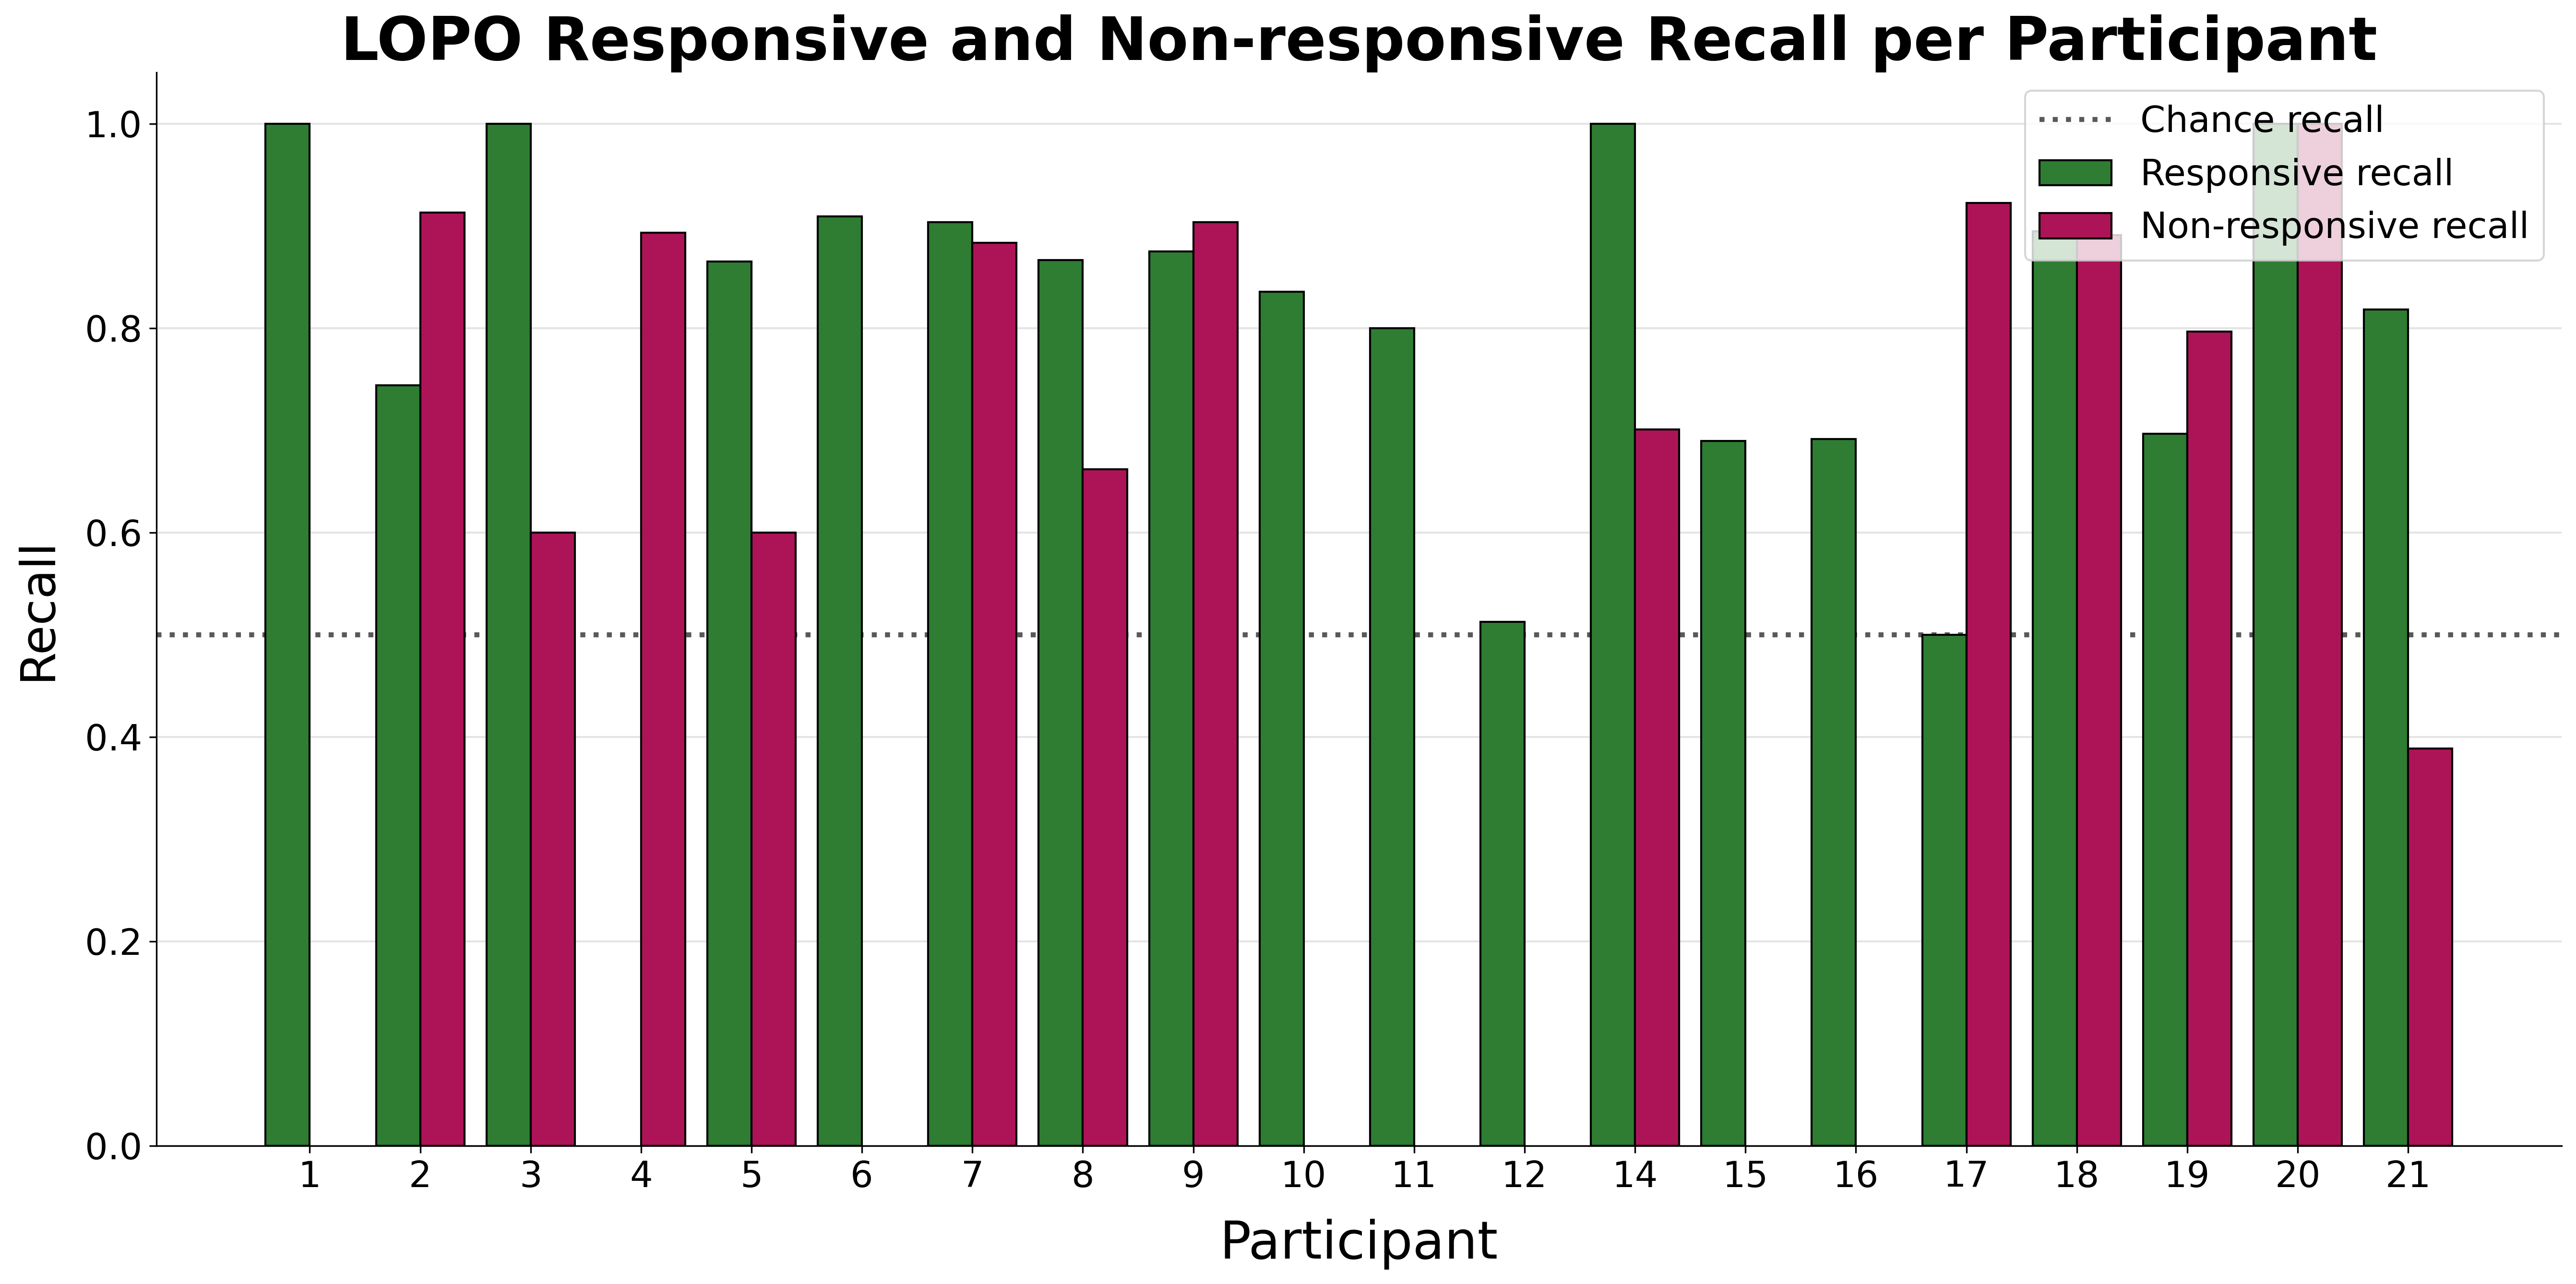 LOPO Responsive and Non-responsive Recall per Participant
Chance recall
Responsive recall
Non-responsive recall
1.0
0.8
0.6
0.4
0.2
0.0
Recall
1 2 3 4 5 6 7 8 9 10 11 12 14 15 16 17 18 19 20 21
Participant